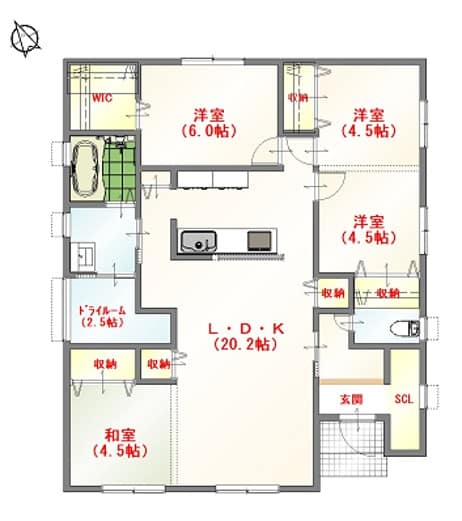 WIC
洋室
(6.0帖)
収納
洋室
(4.5帖)
洋室
(4.5帖)
収納
収納
ドライルーム
(2.5帖)
L・D・K
(20.2帖)
収納
収納
和室
(4.5帖)
玄関
SCL